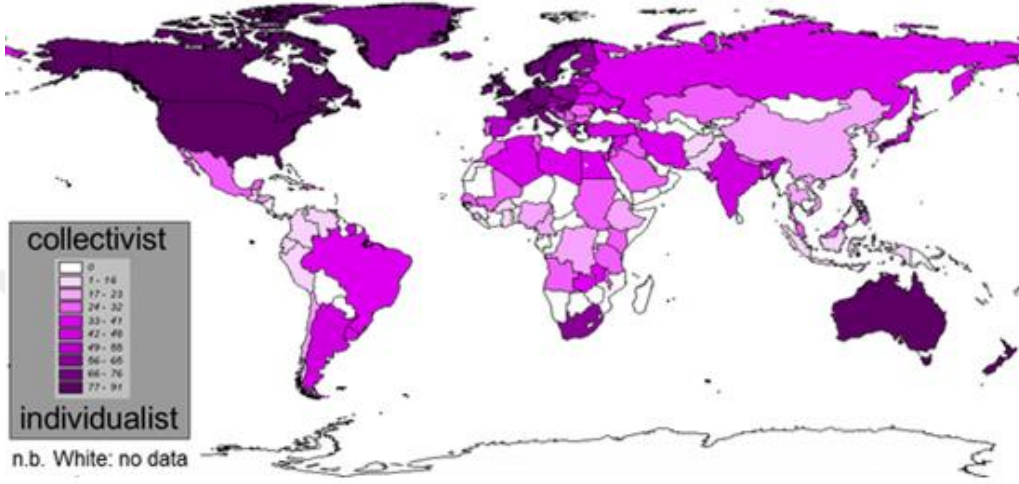 collectivist
0
1 - 16
17 - 23
24 - 32
33 - 41
42 - 48
49 - 55
56 - 65
66 - 76
77 - 91
individualist
n.b. White: no data